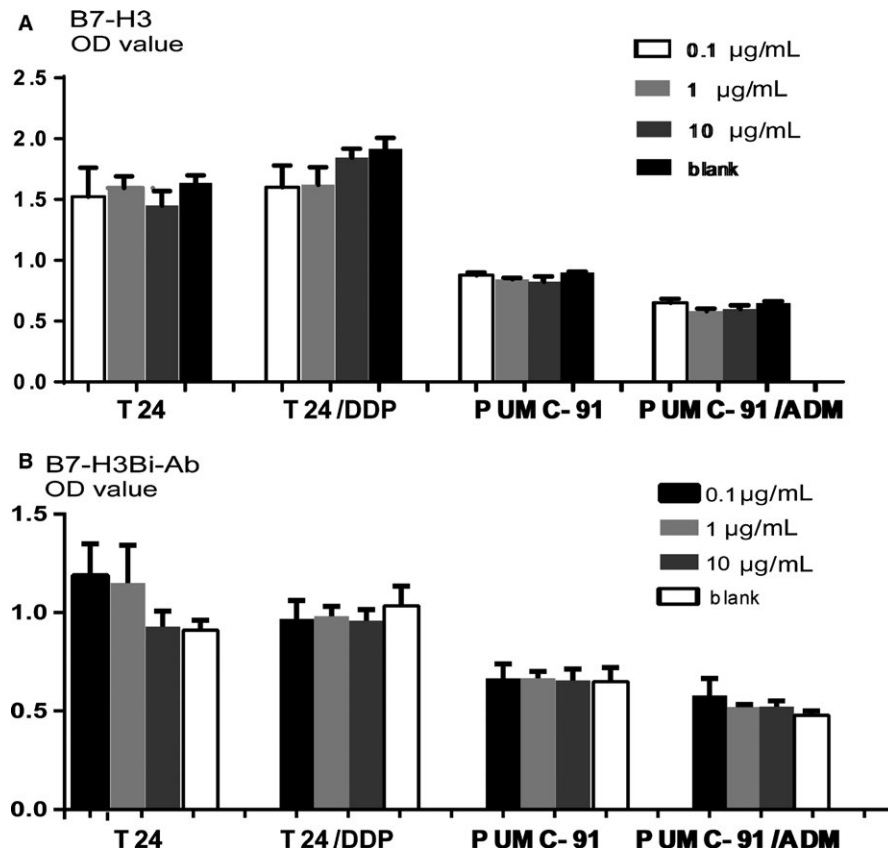 A B7-H3
OD value
0.1 µg/mL
1 µg/mL
10 µg/mL
blank
2.5
2.0
1.5
1.0
0.5
0.0
T 24
T 24 /DDP
P UM C- 91
P UM C- 91 /ADM
B B7-H3Bi-Ab
OD value
0.1 µg/mL
1 µg/mL
10 µg/mL
blank
1.5
1.0
0.5
0.0
T 24
T 24 /DDP
P UM C- 91
P UM C- 91 /ADM